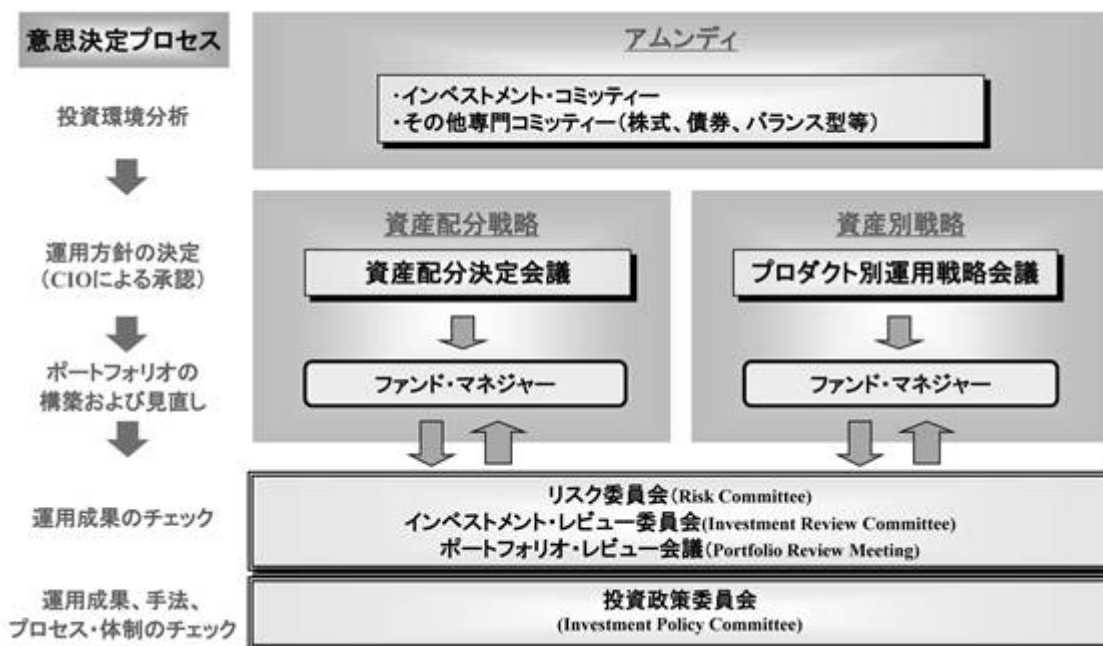 意思決定プロセス
アムンディ
投資環境分析
・インベストメント・コミッティー
・その他専門コミッティー（株式、債券、バランス型等）
運用方針の決定
（CIOによる承認）
資産配分戦略
資産配分決定会議
資産別戦略
プロダクト別運用戦略会議
ポートフォリオの
構築および見直し
ファンド・マネジャー
ファンド・マネジャー
運用成果のチェック
リスク委員会（Risk Committee）
インベストメント・レビュー委員会(Investment Review Committee)
ポートフォリオ・レビュー会議（Portfolio Review Meeting）
運用成果、手法、
プロセス・体制のチェック
投資政策委員会
(Investment Policy Committee)